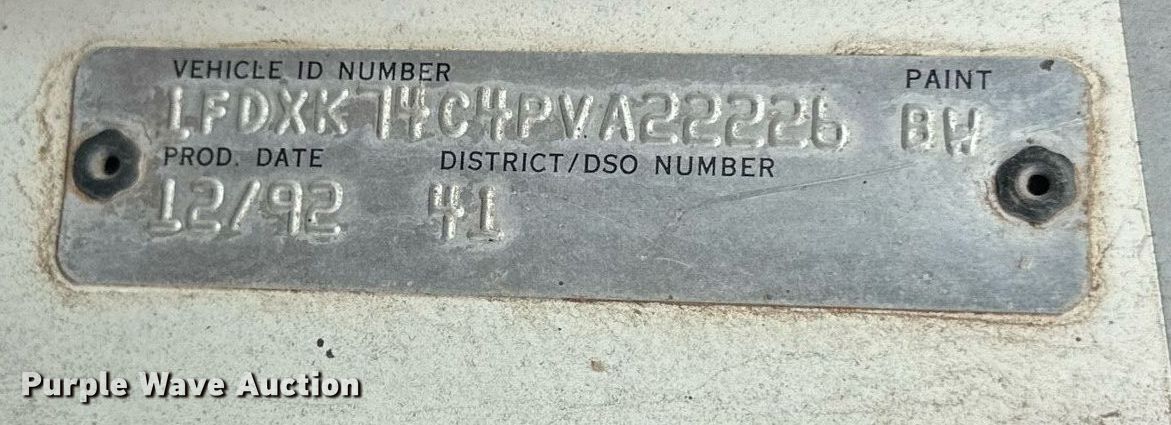 VEHICLE ID NUMBER PAINT
1FDXK74C4PVA22226 BW
PROD. DATE DISTRICT/DSO NUMBER
12/92 41
Purple Wave Auction